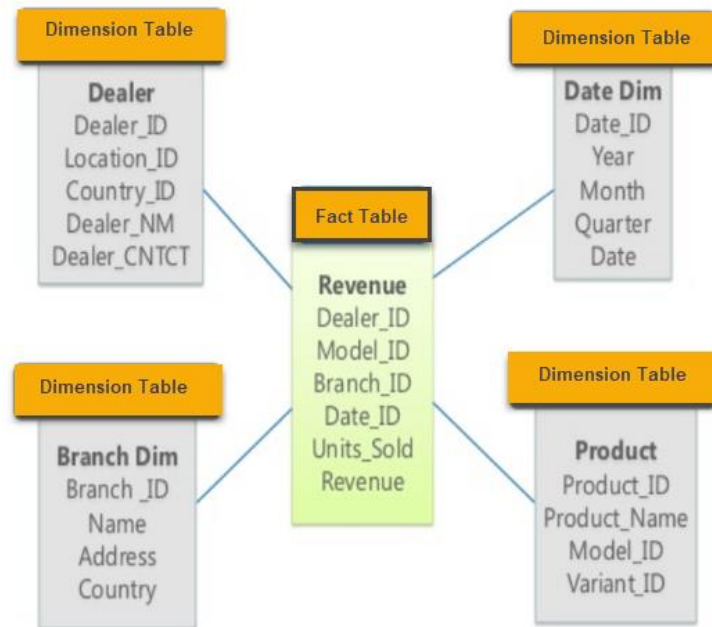 Dimension Table
Dealer
Dealer_ID
Location_ID
Country_ID
Dealer_NM
Dealer_CNTCT
Dimension Table
Date Dim
Date_ID
Year
Month
Quarter
Date
Fact Table
Revenue
Dealer_ID
Model_ID
Branch_ID
Date_ID
Units_Sold
Revenue
Dimension Table
Branch Dim
Branch _ID
Name
Address
Country
Dimension Table
Product
Product_ID
Product_Name
Model_ID
Variant_ID